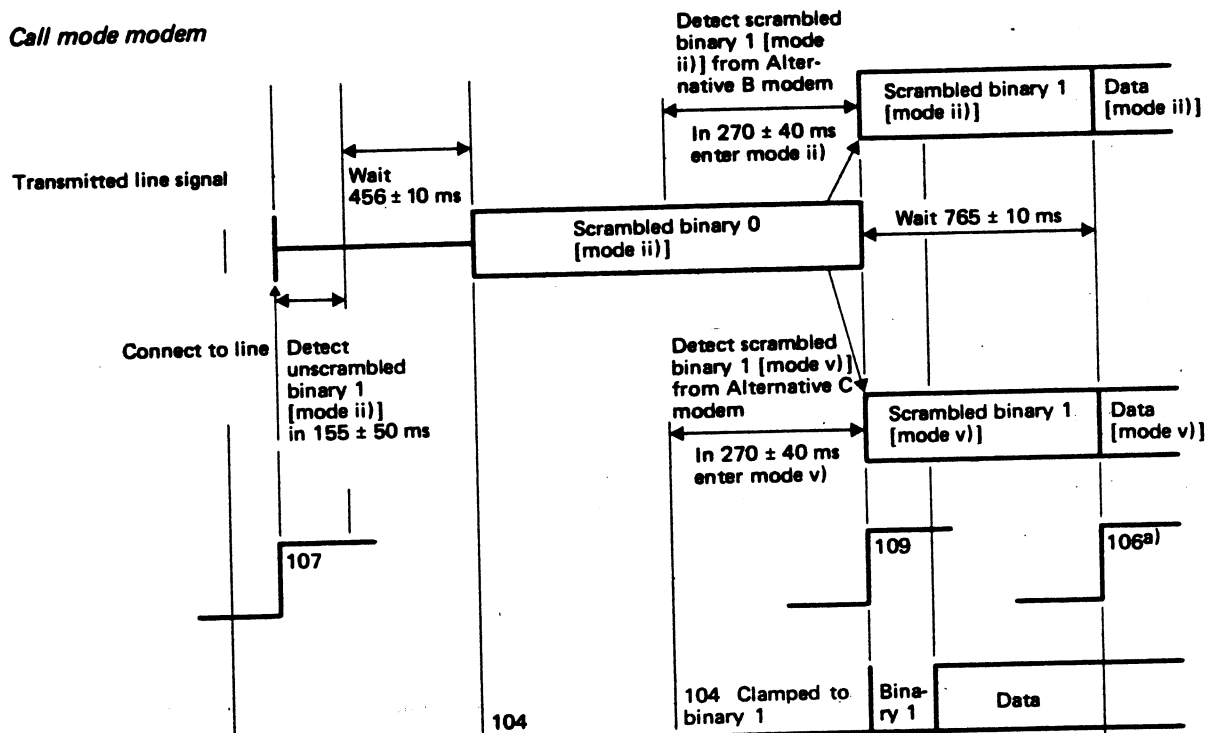 Call mode modem
Detect scrambled
binary 1 [mode
ii)] from Alter-
native B modem
Scrambled binary 1
[mode ii)]
Data
[mode ii)]
In 270 ± 40 ms
enter mode ii)
Transmitted line signal
Wait
456 ± 10 ms
Scrambled binary 0
[mode ii)]
Wait 765 ± 10 ms
Connect to line
Detect
unscrambled
binary 1
[mode ii)]
in 155 ± 50 ms
Detect scrambled
binary 1 [mode v)]
from Alternative C
modem
Scrambled binary 1
[mode v)]
Data
[mode v)]
In 270 ± 40 ms
enter mode v)
107
109
106a)
104
104 Clamped to
binary 1
Bina-
ry 1
Data